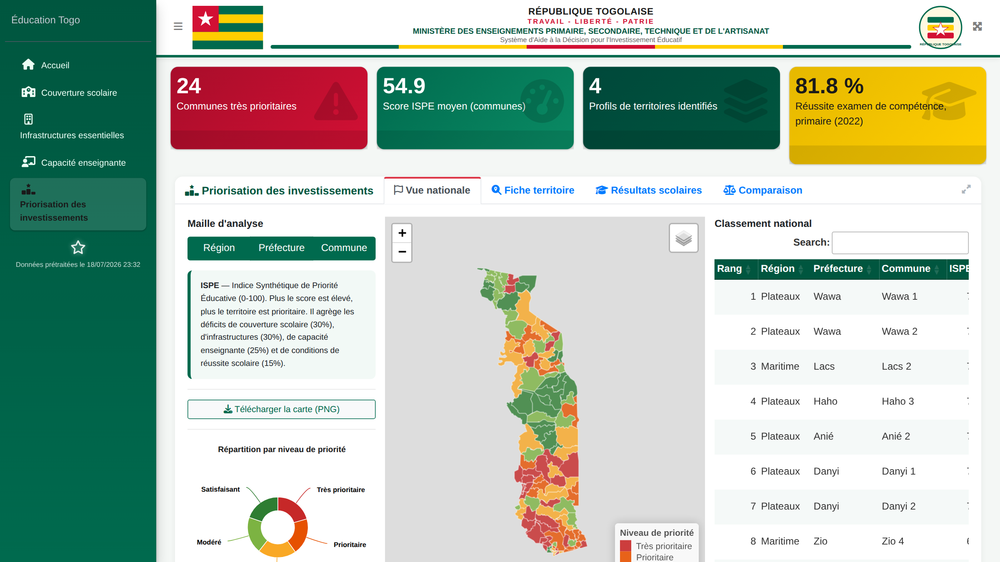 Éducation Togo
Accueil
Couverture scolaire
Infrastructures essentielles
Capacité enseignante
Priorisation des
investissements
Données prétraitées le 18/07/2026 23:32
RÉPUBLIQUE TOGOLAISE
TRAVAIL - LIBERTÉ - PATRIE
MINISTÈRE DES ENSEIGNEMENTS PRIMAIRE, SECONDAIRE, TECHNIQUE ET DE L'ARTISANAT
Système d'Aide à la Décision pour l'Investissement Éducatif
RÉPUBLIQUE TOGOLAISE
24
Communes très prioritaires
54.9
Score ISPE moyen (communes)
4
Profils de territoires identifiés
81.8 %
Réussite examen de compétence,
primaire (2022)
Priorisation des investissements
Vue nationale
Fiche territoire
Résultats scolaires
Comparaison
Maille d'analyse
Région Préfecture Commune
ISPE — Indice Synthétique de Priorité
Éducative (0-100). Plus le score est élevé,
plus le territoire est prioritaire. Il agrège les
déficits de couverture scolaire (30%),
d'infrastructures (30%), de capacité
enseignante (25%) et de conditions de
réussite scolaire (15%).
Télécharger la carte (PNG)
Répartition par niveau de priorité
Satisfaisant
Très prioritaire
Modéré
Prioritaire
+
−
Niveau de priorité
Très prioritaire
Prioritaire
Classement national
Search:
Rang Région Préfecture Commune ISPE
1 Plateaux Wawa Wawa 1
2 Plateaux Wawa Wawa 2
3 Maritime Lacs Lacs 2
4 Plateaux Haho Haho 3
5 Plateaux Anié Anié 2
6 Plateaux Danyi Danyi 1
7 Plateaux Danyi Danyi 2
8 Maritime Zio Zio 4